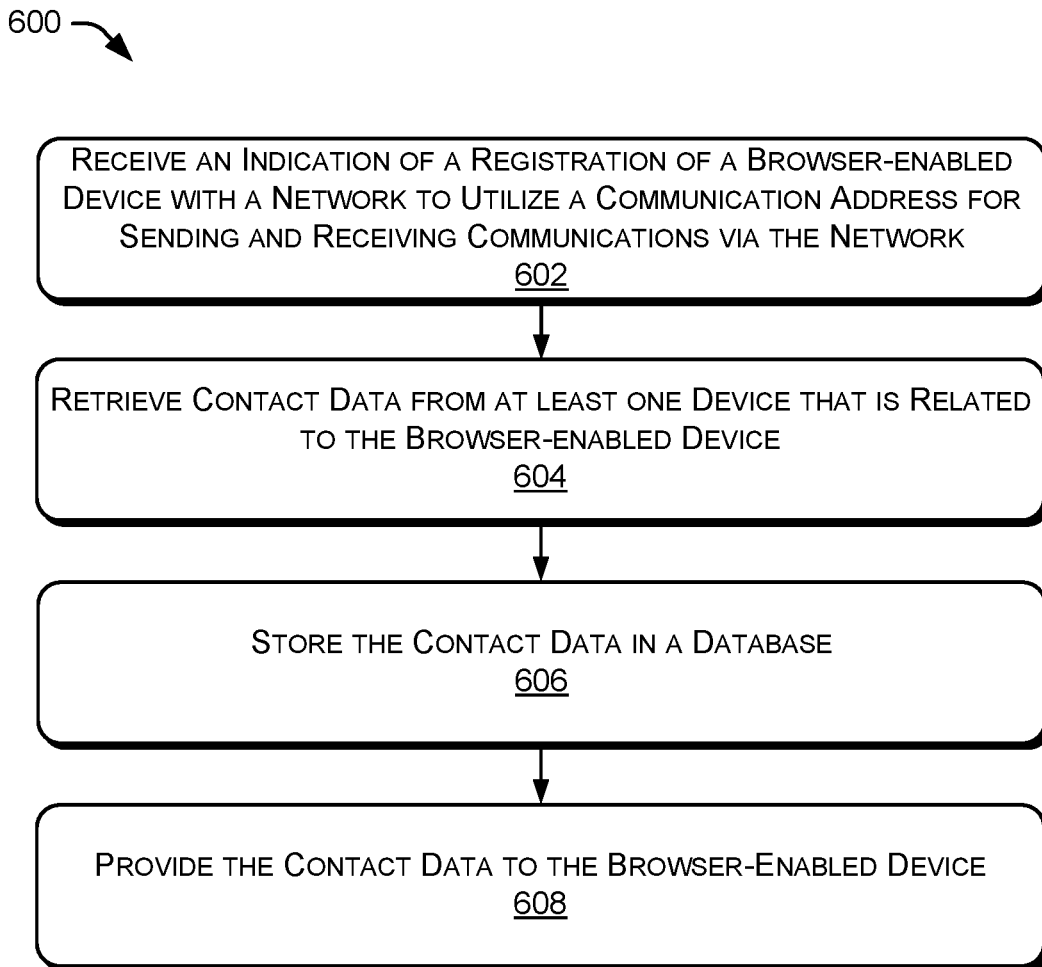 600
RECEIVE AN INDICATION OF A REGISTRATION OF A BROWSER-ENABLED
DEVICE WITH A NETWORK TO UTILIZE A COMMUNICATION ADDRESS FOR
SENDING AND RECEIVING COMMUNICATIONS VIA THE NETWORK
602
RETRIEVE CONTACT DATA FROM AT LEAST ONE DEVICE THAT IS RELATED
TO THE BROWSER-ENABLED DEVICE
604
STORE THE CONTACT DATA IN A DATABASE
606
PROVIDE THE CONTACT DATA TO THE BROWSER-ENABLED DEVICE
608